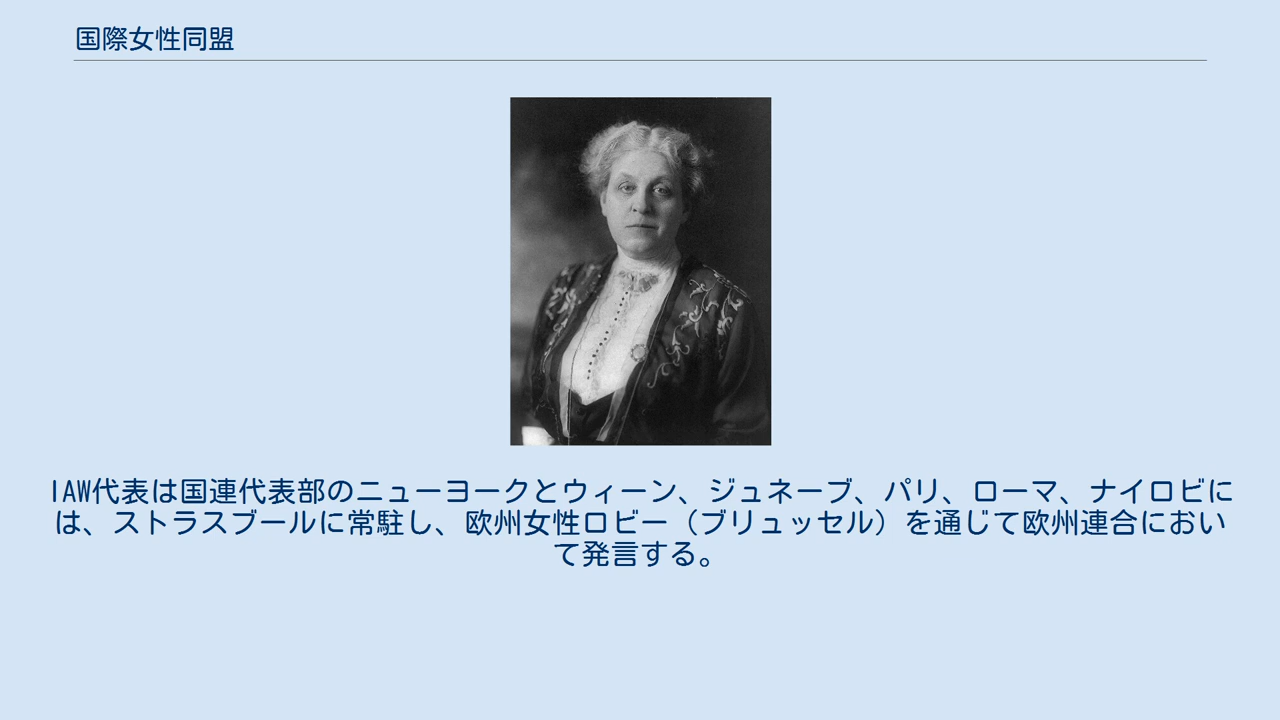 国際女性同盟
IAW代表は国連代表部のニューヨークとウィーン、ジュネーブ、パリ、ローマ、ナイロビに
は、ストラスブールに常駐し、欧州女性ロビー（ブリュッセル）を通じて欧州連合におい
て発言する。